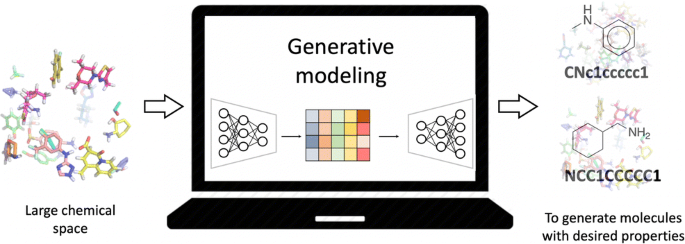 Large chemical
space
Generative
modeling
H
N
CNc1ccccc1
NH2
NCC1CCCCC1
To generate molecules
with desired properties